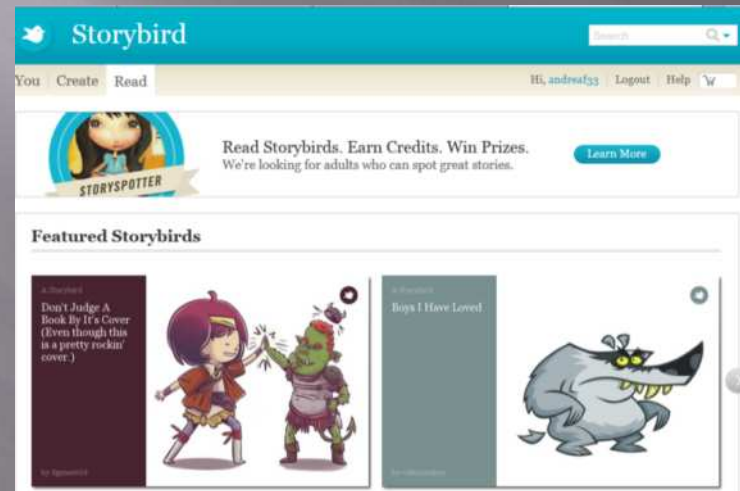 Storybird
Search
You Create Read
Hi, andreaf33 Logout Help
Read Storybirds. Earn Credits. Win Prizes.
We're looking for adults who can spot great stories.
Learn More
STORYSPOTTER
Featured Storybirds
A Storybird
Don't Judge A
Book By It's Cover
(Even though this
is a pretty rockin'
cover.)
A Storybird
Boys I Have Loved